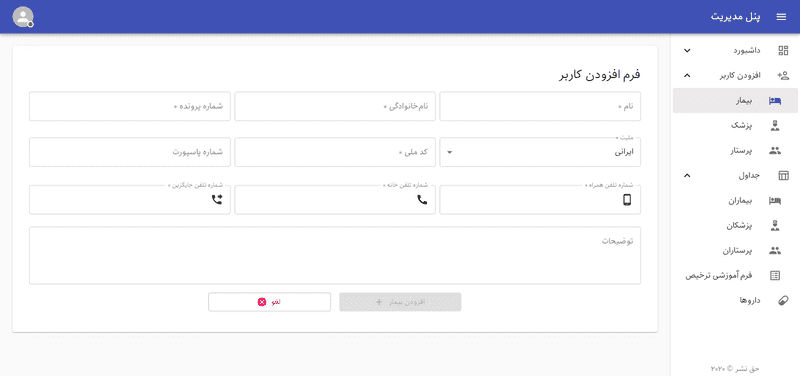 پنل مدیریت
داشبورد
افزودن کاربر
بیمار
پزشک
پرستار
جداول
بیماران
پزشکان
پرستاران
فرم آموزشی ترخیص
داروها
حق نشر © ۲۰۲۰
فرم افزودن کاربر
نام *
نام‌خانوادگی *
شماره پرونده *
ملیت *
ایرانی
کد ملی *
شماره پاسپورت
شماره تلفن همراه *
شماره تلفن خانه *
شماره تلفن جایگزین *
توضیحات
افزودن بیمار
لغو